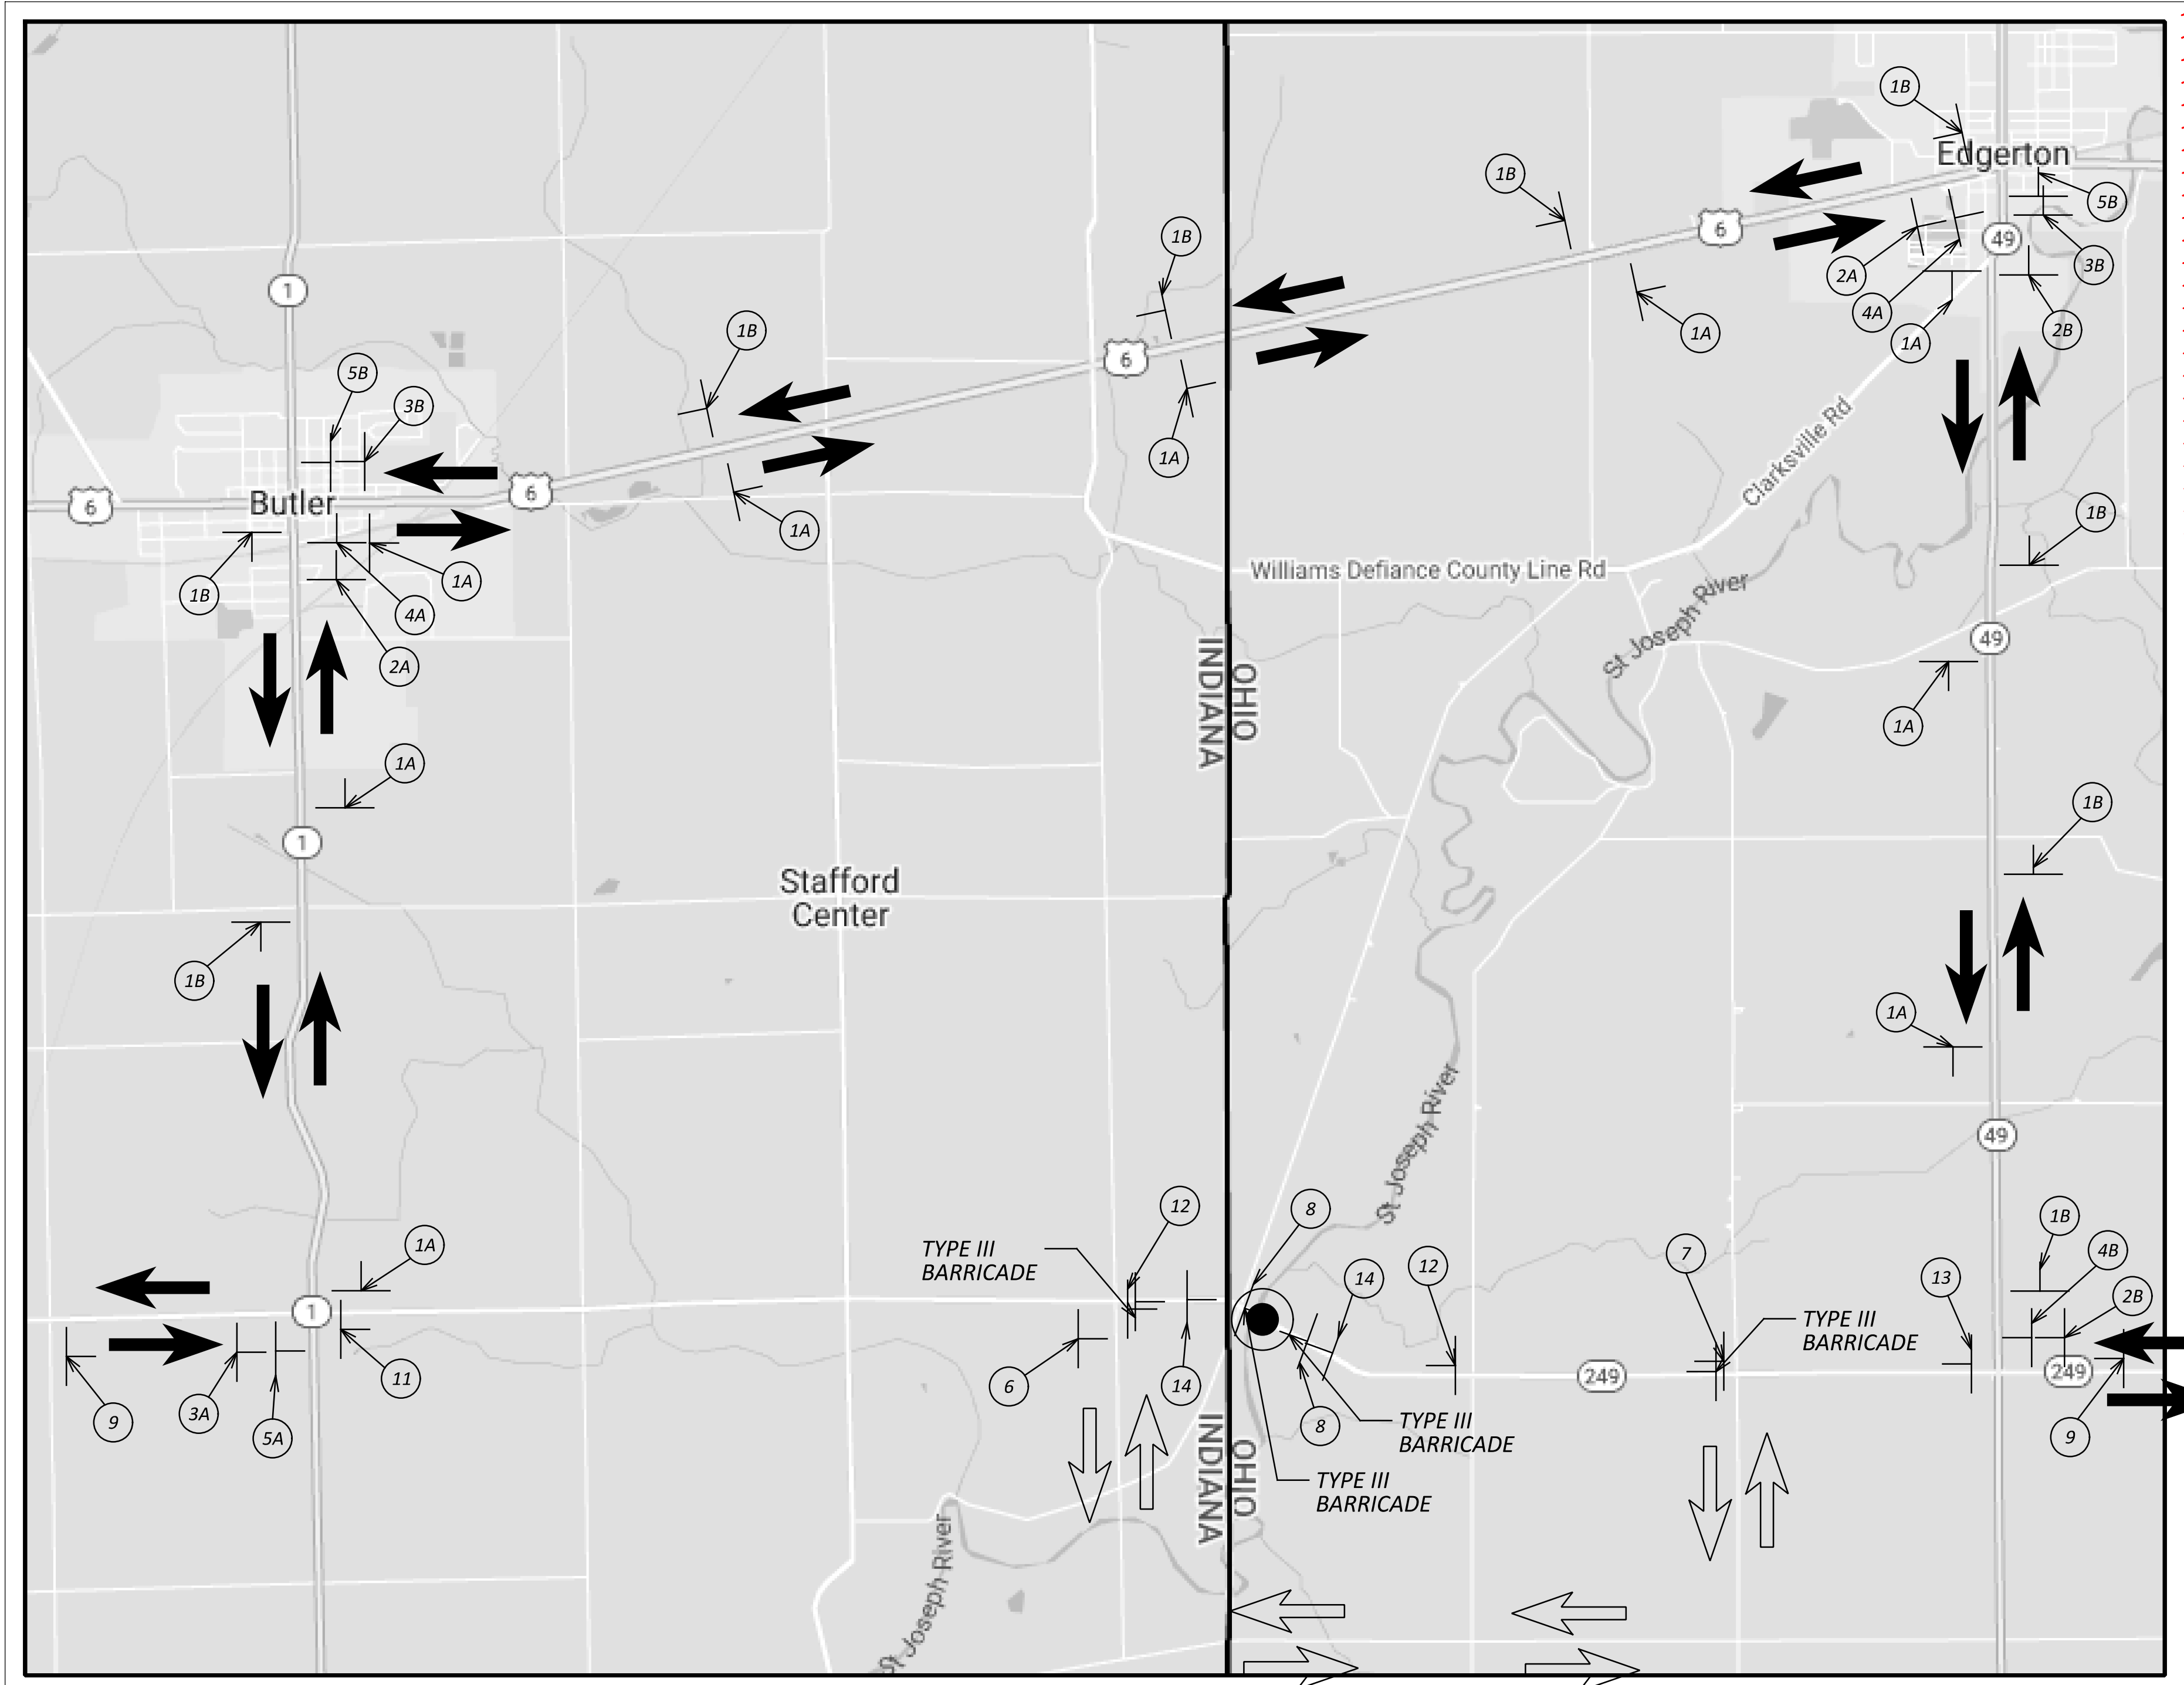 1B
Edgerton
1B
5B
6
1B
49
3B
2A
4A
1
1A
2B
1A
1B
6
5B
3B
1A
Clarksville Rd
6
6
Butler
1A
1B
Williams Defiance County Line Rd
1B
1A
4A
St Joseph River
2A
49
OHIO
INDIANA
1A
1A
1B
1
Stafford
Center
1B
1A
St Joseph River
49
12
8
1B
1A
TYPE III
BARRICADE
7
4B
14
12
13
2B
1
TYPE III
BARRICADE
249
249
11
6
14
9
3A
5A
8
TYPE III
BARRICADE
9
OHIO
INDIANA
TYPE III
BARRICADE
St Joseph River